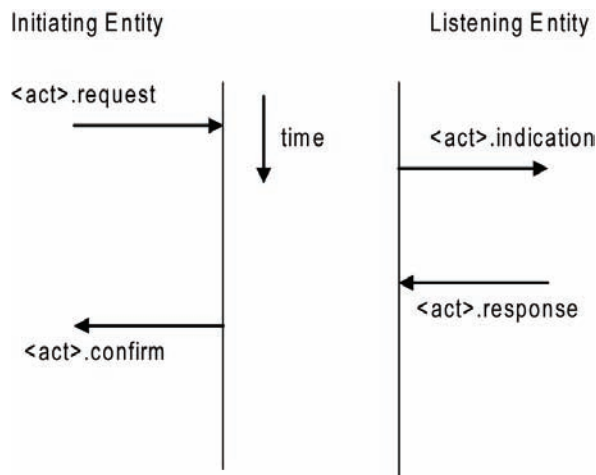 Initiating Entity
Listening Entity
<act>.request
time
<act>.indication
<act>.response
<act>.confirm